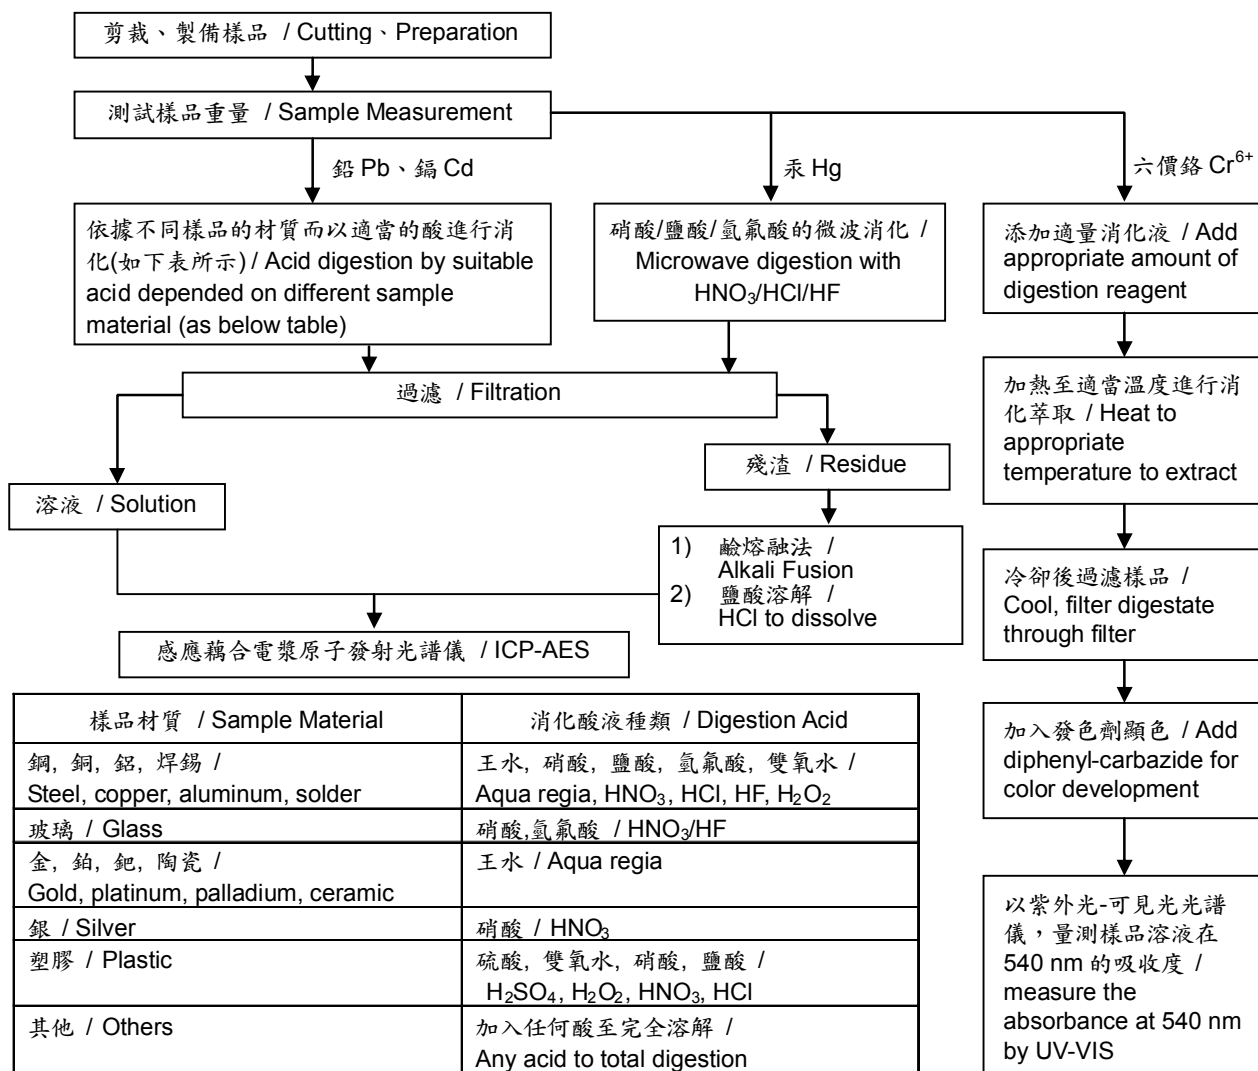 剪裁、製備樣品 / Cutting、Preparation
測試樣品重量 / Sample Measurement
鉛 Pb、鎘 Cd
汞 Hg
六價鉻 Cr⁶⁺
依據不同樣品的材質而以適當的酸進行消
化(如下表所示) / Acid digestion by suitable
acid depended on different sample
material (as below table)
硝酸/鹽酸/氫氟酸的微波消化 /
Microwave digestion with
HNO₃/HCl/HF
添加適量消化液 / Add
appropriate amount of
digestion reagent
過濾 / Filtration
加熱至適當溫度進行消
化萃取 / Heat to
appropriate
temperature to extract
殘渣 / Residue
溶液 / Solution
1) 鹼熔融法 /
Alkali Fusion
2) 鹽酸溶解 /
HCl to dissolve
冷卻後過濾樣品 /
Cool, filter digestate
through filter
感應藕合電漿原子發射光譜儀 / ICP-AES
加入發色劑顯色 / Add
diphenyl-carbazide for
color development
以紫外光-可見光光譜
儀，量測樣品溶液在
540 nm 的吸收度 /
measure the
absorbance at 540 nm
by UV-VIS
樣品材質 / Sample Material
消化酸液種類 / Digestion Acid
鋼, 銅, 鋁, 焊錫 /
Steel, copper, aluminum, solder
王水, 硝酸, 鹽酸, 氫氟酸, 雙氧水 /
Aqua regia, HNO₃, HCl, HF, H₂O₂
玻璃 / Glass
硝酸,氫氟酸 / HNO₃/HF
金, 鉑, 鈀, 陶瓷 /
Gold, platinum, palladium, ceramic
王水 / Aqua regia
銀 / Silver
硝酸 / HNO₃
塑膠 / Plastic
硫酸, 雙氧水, 硝酸, 鹽酸 /
H₂SO₄, H₂O₂, HNO₃, HCl
其他 / Others
加入任何酸至完全溶解 /
Any acid to total digestion